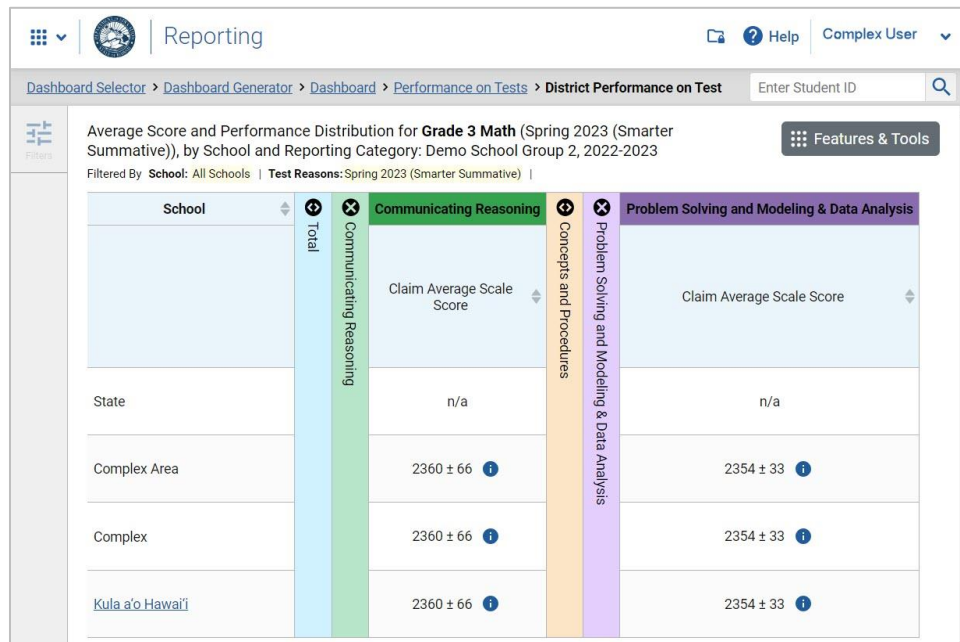 Reporting
Help
Complex User
Dashboard Selector > Dashboard Generator > Dashboard > Performance on Tests > District Performance on Test
Enter Student ID
Filters
Average Score and Performance Distribution for Grade 3 Math (Spring 2023 (Smarter
Summative)), by School and Reporting Category: Demo School Group 2, 2022-2023
Features & Tools
Filtered By School: All Schools | Test Reasons: Spring 2023 (Smarter Summative) |
School
Total
Communicating Reasoning
Communicating Reasoning
Concepts and Procedures
Problem Solving and Modeling & Data Analysis
Problem Solving and Modeling & Data Analysis
Claim Average Scale
Score
Claim Average Scale Score
State
n/a
n/a
Complex Area
2360 ± 66
2354 ± 33
Complex
2360 ± 66
2354 ± 33
Kula aʻo Hawaiʻi
2360 ± 66
2354 ± 33